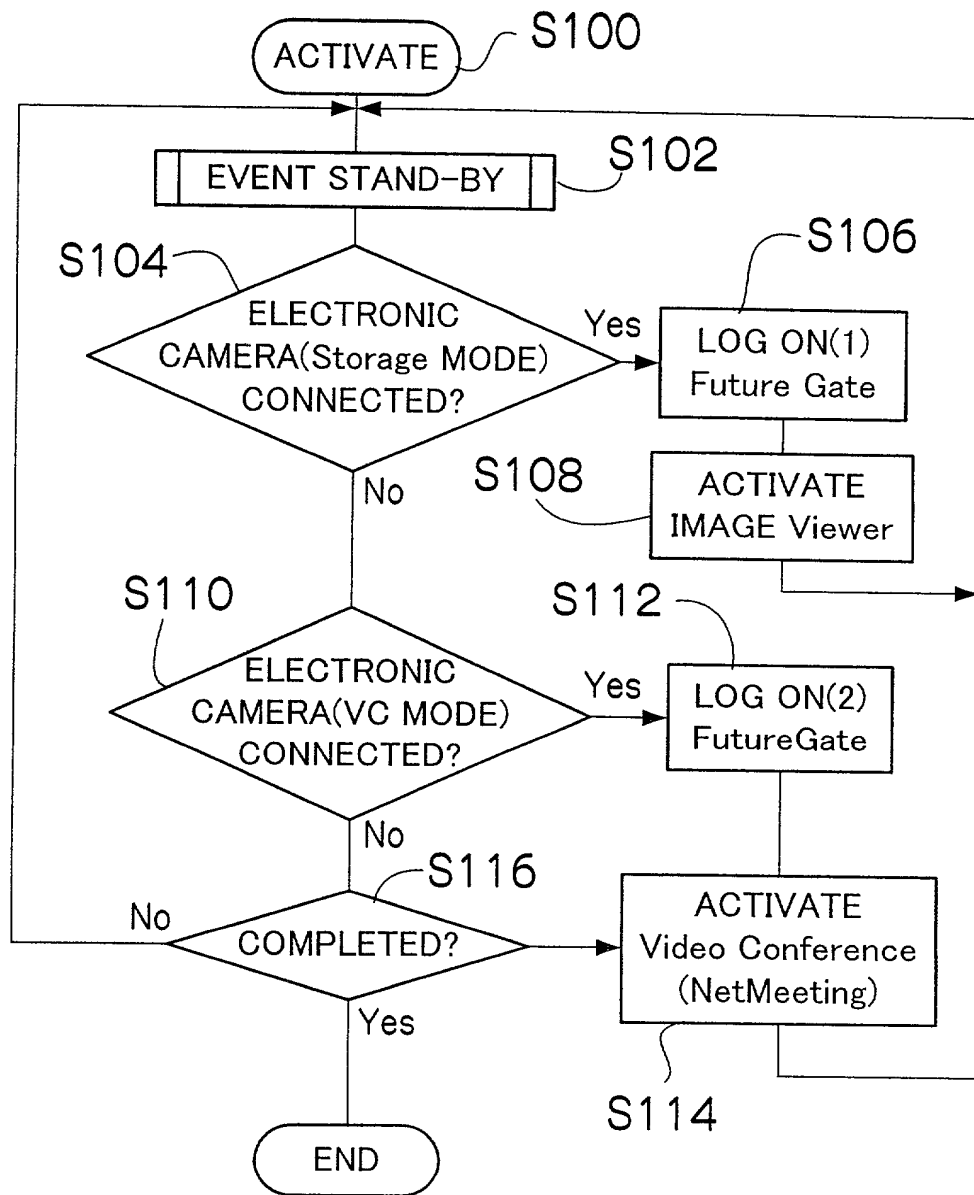 ACTIVATE
S100
EVENT STAND-BY
S102
S104
ELECTRONIC
CAMERA(Storage MODE)
CONNECTED?
Yes
No
S106
LOG ON(1)
Future Gate
S108
ACTIVATE
IMAGE Viewer
S110
ELECTRONIC
CAMERA(VC MODE)
CONNECTED?
Yes
No
S112
LOG ON(2)
FutureGate
S116
COMPLETED?
No
Yes
ACTIVATE
Video Conference
(NetMeeting)
S114
END